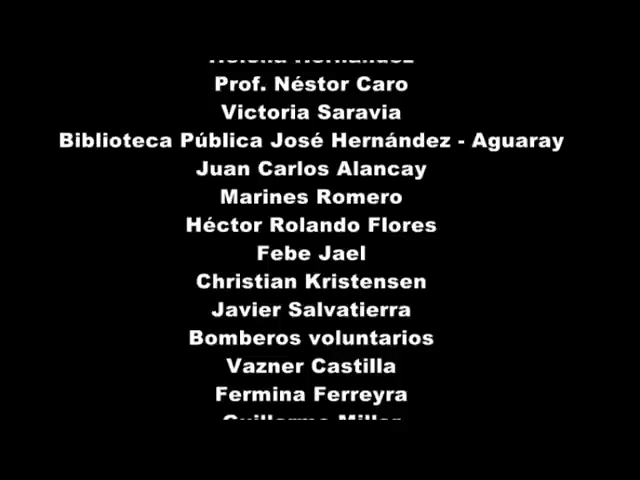 Prof. Néstor Caro
Victoria Saravia
Biblioteca Pública José Hernández - Aguaray
Juan Carlos Alancay
Marines Romero
Héctor Rolando Flores
Febe Jael
Christian Kristensen
Javier Salvatierra
Bomberos voluntarios
Vazner Castilla
Fermina Ferreyra
Guillermo